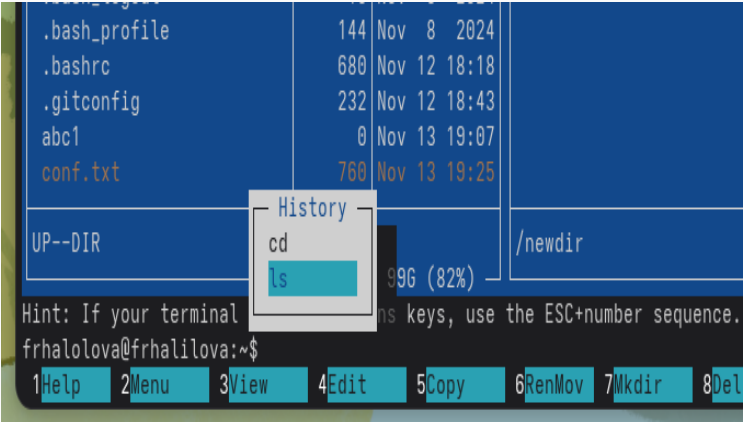 .bash_profile 144 Nov 8 2024
.bashrc 680 Nov 12 18:18
.gitconfig 232 Nov 12 18:43
abc1 0 Nov 13 19:07
conf.txt 760 Nov 13 19:25
History
UP--DIR cd /newdir
ls 99G (82%)
Hint: If your terminal ns keys, use the ESC+number sequence.
frhalolova@frhalilova:~$
1Help 2Menu 3View 4Edit 5Copy 6RenMov 7Mkdir 8Del